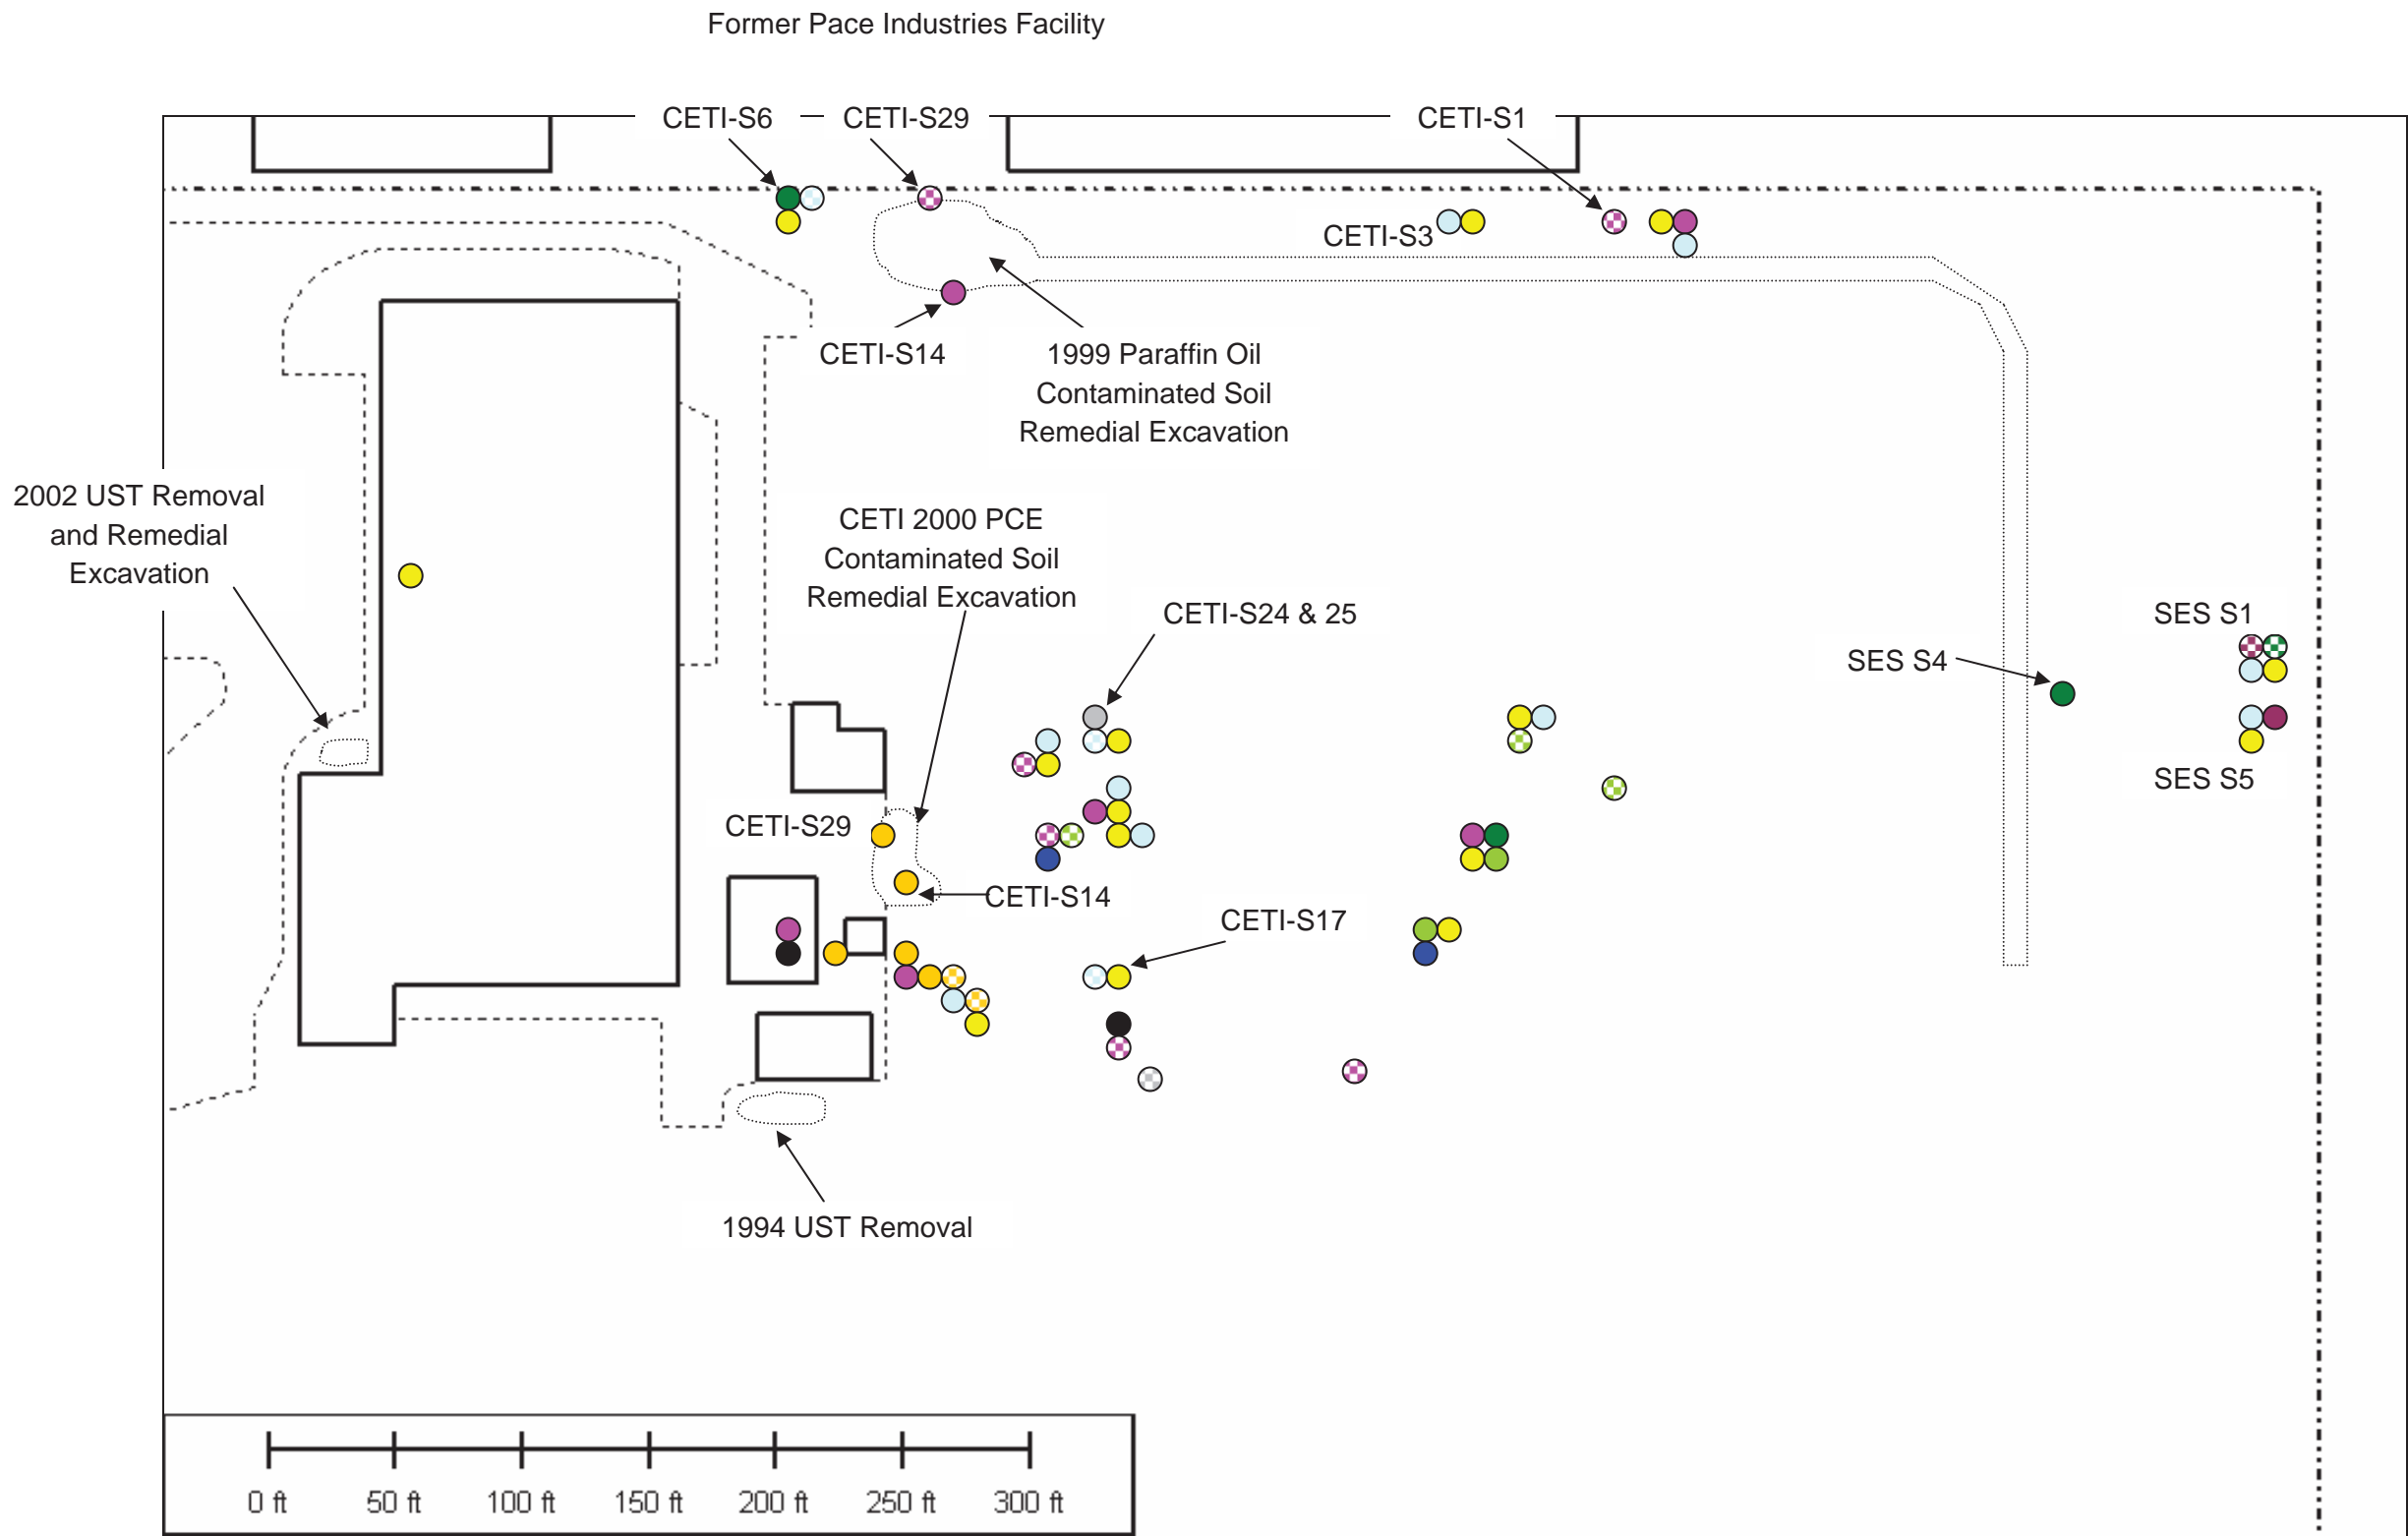 Former Pace Industries Facility
CETI-S6
CETI-S29
CETI-S1
CETI-S3
CETI-S14
1999 Paraffin Oil
Contaminated Soil
Remedial Excavation
2002 UST Removal
and Remedial
Excavation
CETI 2000 PCE
Contaminated Soil
Remedial Excavation
CETI-S24 & 25
SES S1
SES S4
SES S5
CETI-S29
CETI-S14
CETI-S17
1994 UST Removal
0 ft 50 ft 100 ft 150 ft 200 ft 250 ft 300 ft